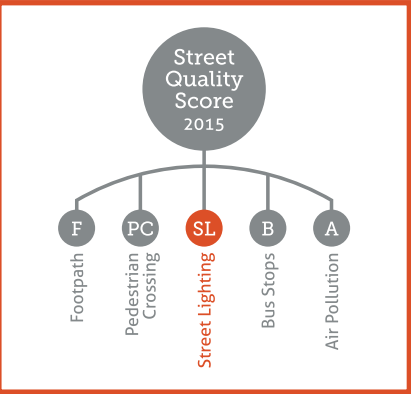 Street
Quality
Score
2015
F
PC
SL
B
A
Footpath
Pedestrian
Crossing
Street Lighting
Bus Stops
Air Pollution